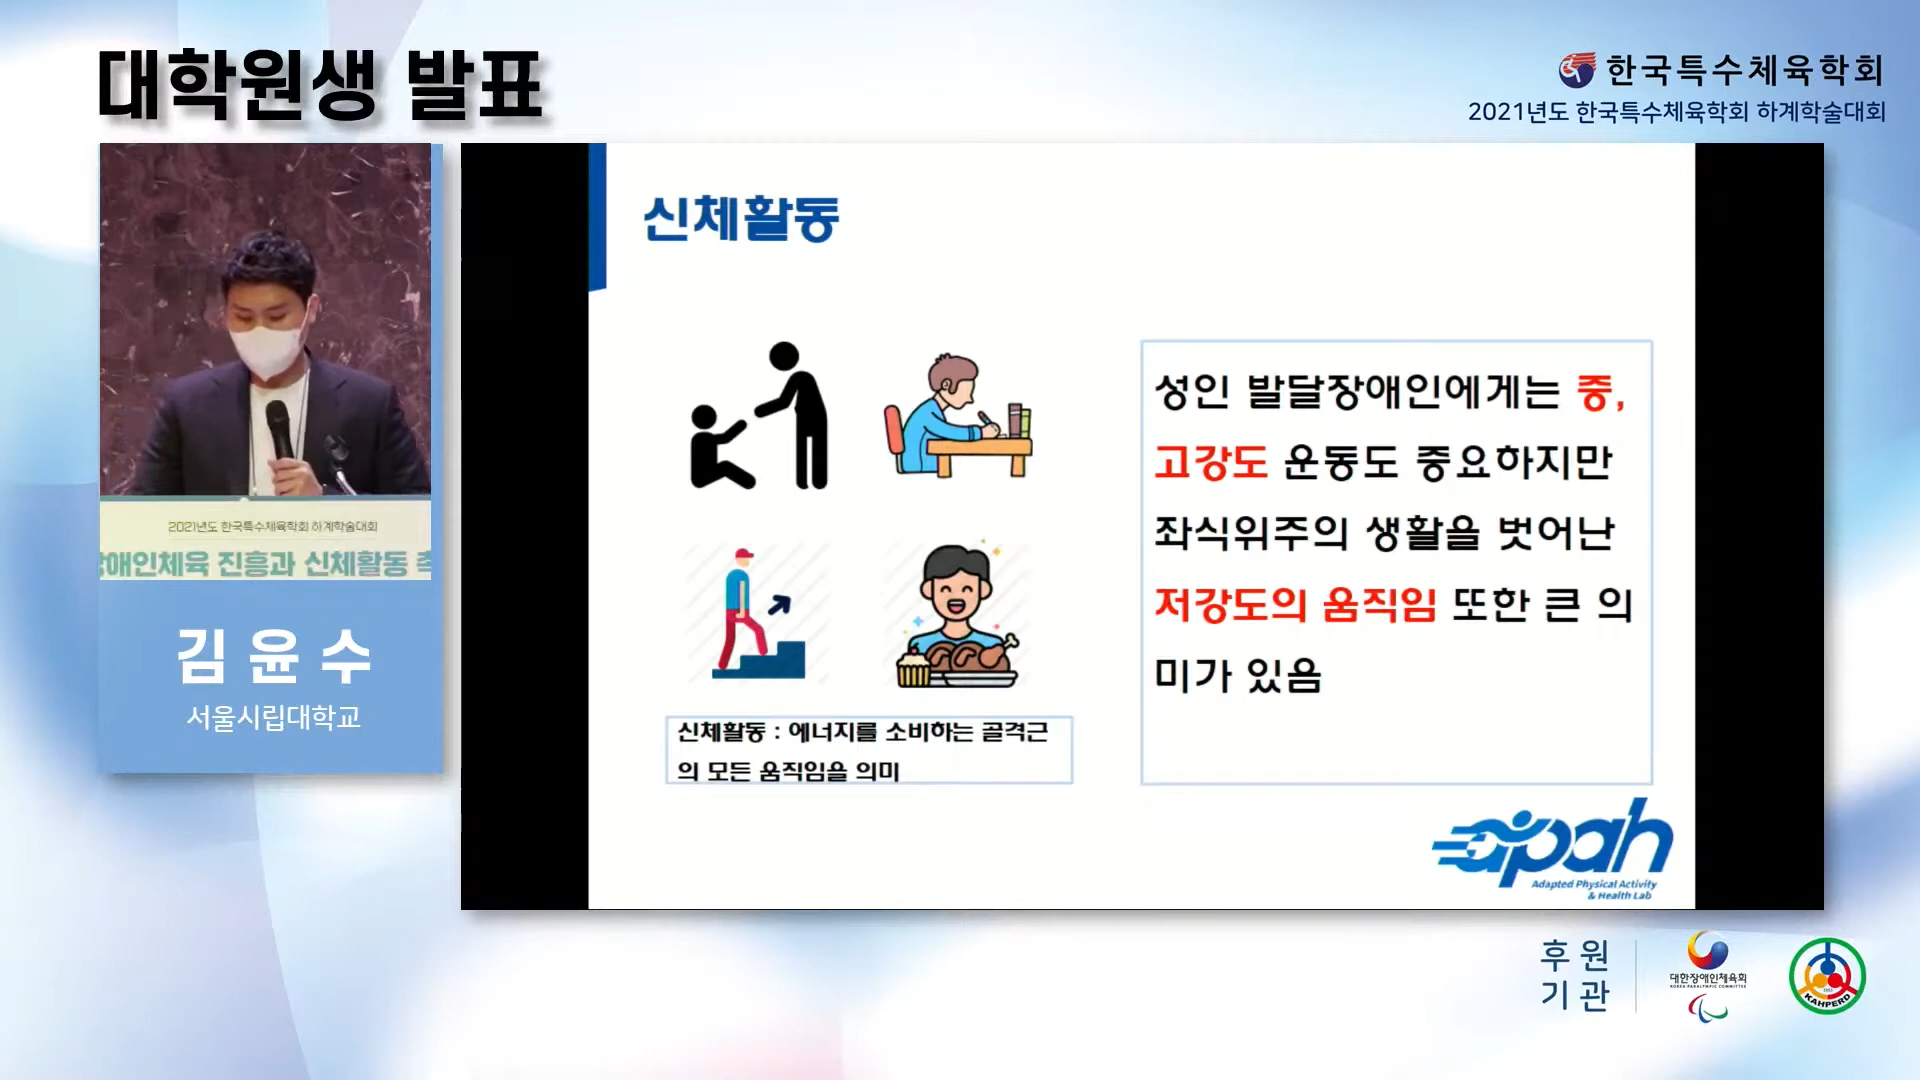 대학원생 발표
한국특수체육학회
2021년도 한국특수체육학회 하계학술대회
2021년도 한국특수체육학회 하계학술대회
장애인체육 진흥과 신체활동 촉
김윤수
서울시립대학교
신체활동
성인 발달장애인에게는 중,
고강도 운동도 중요하지만
좌식위주의 생활을 벗어난
저강도의 움직임 또한 큰 의
미가 있음
신체활동 : 에너지를 소비하는 골격근
의 모든 움직임을 의미
apah
Adapted Physical Activity
& Health Lab
후원
기관
대한장애인체육회
KOREA PARALYMPIC COMMITTEE
KAHPERD